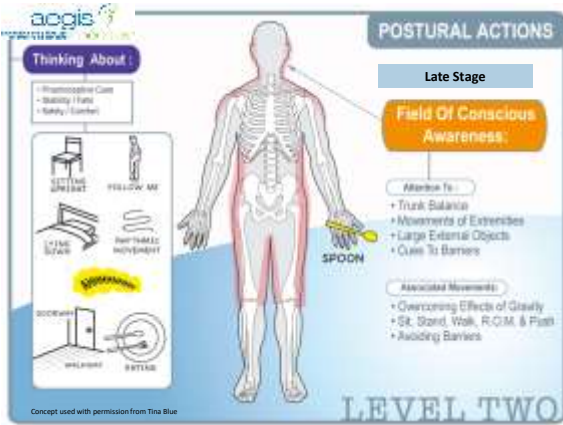 aegis
POSTURAL ACTIONS
Thinking About :
Late Stage
• Proprioceptive Cues
• Stability / Falls
• Safety / Comfort
Field Of Conscious
Awareness:
SITTING
UPRIGHT
FOLLOW ME
Attention To :
• Trunk Balance
• Movements of Extremities
• Large External Objects
• Cues To Barriers
LYING
DOWN
RHYTHMIC
MOVEMENT
SPOON
Associated Movements:
• Overcoming Effects of Gravity
• Sit, Stand, Walk, R.O.M. & Push
• Avoiding Barriers
DOORWAY
WALKWAY
EATING
Concept used with permission from Tina Blue
LEVEL TWO